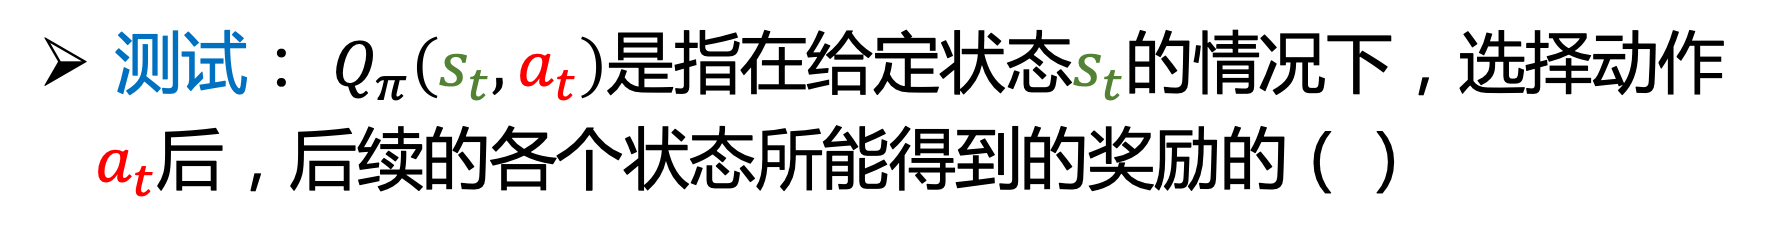 ➢ 测试： Qπ(st,at)是指在给定状态st的情况下，选择动作
at后，后续的各个状态所能得到的奖励的（ ）